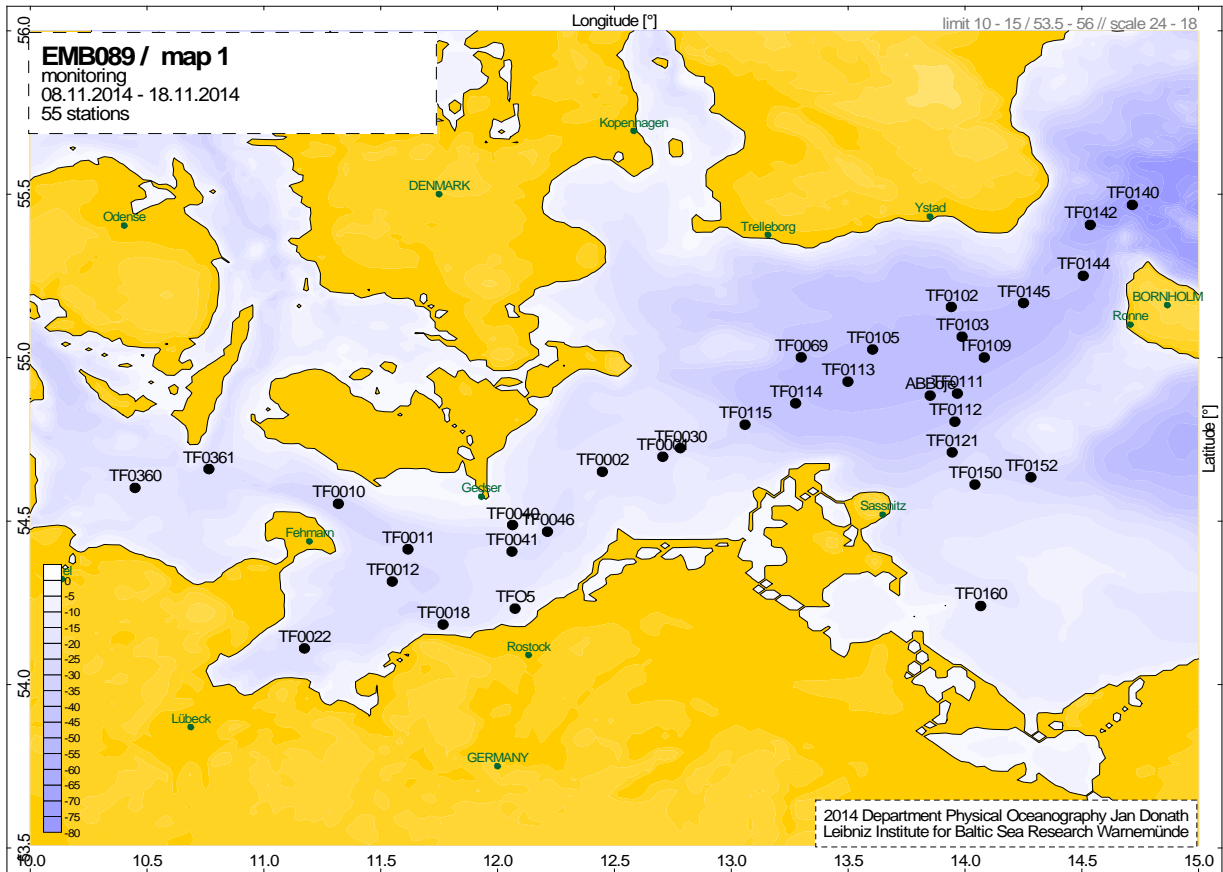 Longitude [°]
limit 10 - 15 / 53.5 - 56 // scale 24 - 18
56.0
EMB089 / map 1
monitoring
08.11.2014 - 18.11.2014
55 stations
Kopenhagen
DENMARK
55.5
Odense
Ystad
Trelleborg
TF0140
TF0142
TF0144
BORNHOLM
Ronne
TF0145
TF0102
TF0103
TF0105
TF0109
TF0069
55.0
TF0113
ABBoje
TF0111
TF0114
TF0112
TF0115
Latitude [°]
TF0030
TF0001
TF0002
TF0121
TF0150
TF0152
TF0361
TF0360
TF0010
Gedser
Sassnitz
54.5
TF0040
TF0046
TF0041
Fehmarn
TF0011
TF0012
el
TFO5
TF0018
TF0160
TF0022
Rostock
54.0
Lübeck
GERMANY
0
-5
-10
-15
-20
-25
-30
-35
-40
-45
-50
-55
-60
-65
-70
-75
-80
2014 Department Physical Oceanography Jan Donath
Leibniz Institute for Baltic Sea Research Warnemünde
53.5
10.0 10.5 11.0 11.5 12.0 12.5 13.0 13.5 14.0 14.5 15.0